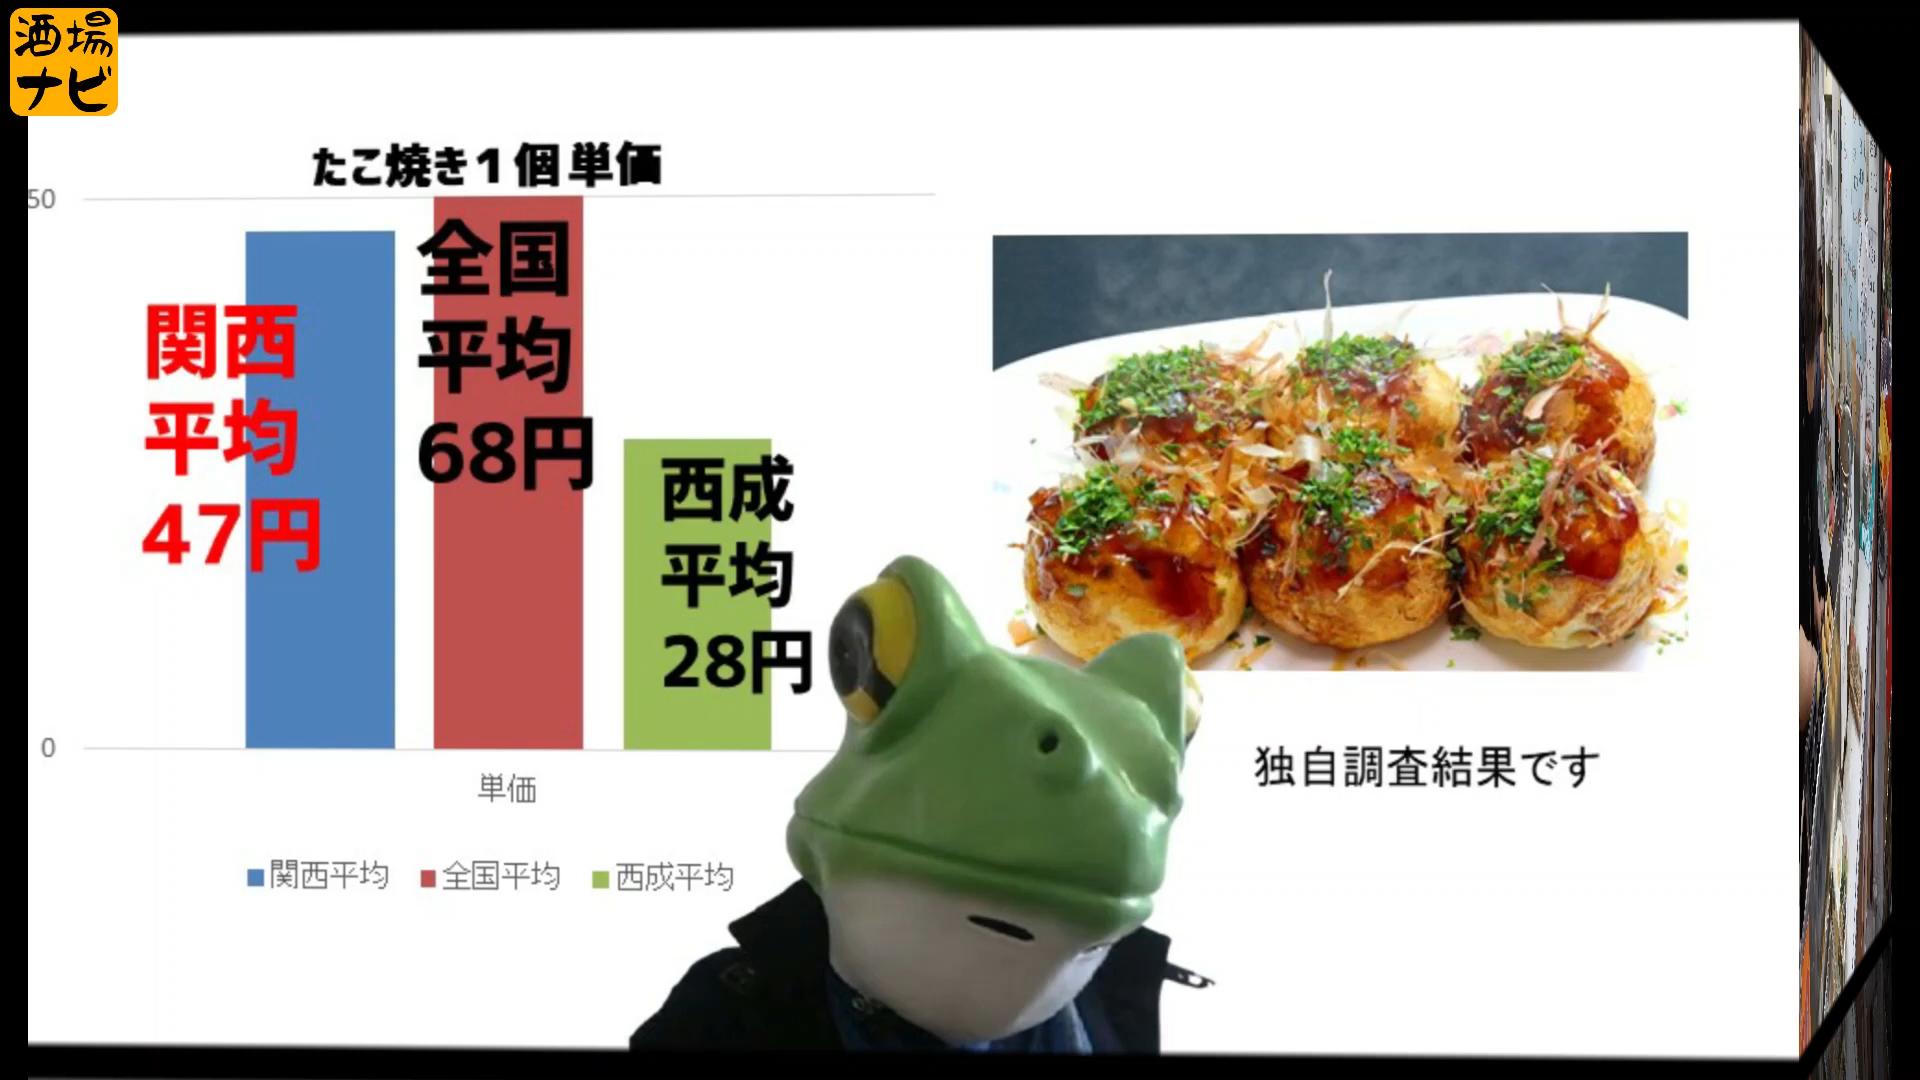 酒場
ナビ
たこ焼き1個単価
50
関西
平均
47円
全国
平均
68円
西成
平均
28円
0
単価
関西平均
全国平均
西成平均
独自調査結果です